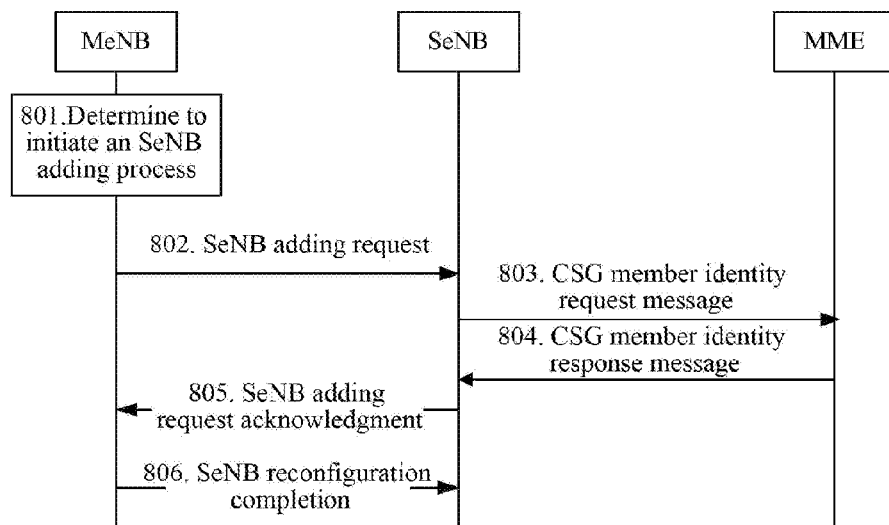 MeNB
SeNB
MME
801.Determine to
initiate an SeNB
adding process
802. SeNB adding request
803. CSG member identity
request message
804. CSG member identity
response message
805. SeNB adding
request acknowledgment
806. SeNB reconfiguration
completion